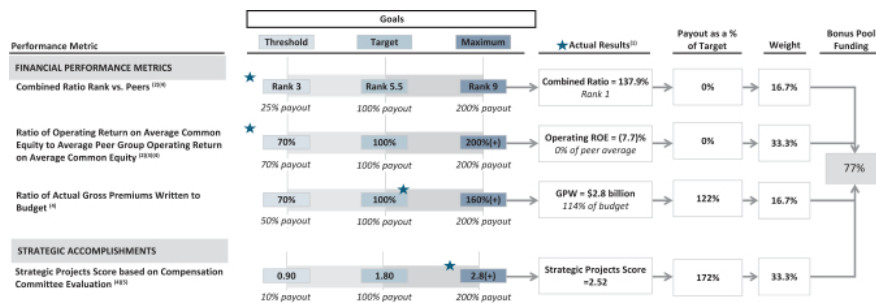 Goals
Performance Metric
Threshold Target Maximum ★Actual Results(1) Payout as a % of Target Weight Bonus Pool Funding
FINANCIAL PERFORMANCE METRICS
Combined Ratio Rank vs. Peers (2)(4)
Rank 3 Rank 5.5 Rank 9
25% payout 100% payout 200% payout
Combined Ratio = 137.9%
Rank 1
0%
16.7%
Ratio of Operating Return on Average Common
Equity to Average Peer Group Operating Return
on Average Common Equity
70% 100% 200%(+)
70% payout 100% payout 200% payout
Operating ROE = (7.7)%
0% of peer average
0%
33.3%
77%
Ratio of Actual Gross Premiums Written to
Budget (4)
70% 100% 160%(+)
50% payout 100% payout 200% payout
GPW = $2.8 billion
114% of budget
122%
16.7%
STRATEGIC ACCOMPLISHMENTS
Strategic Projects Score based on Compensation
Committee Evaluation (4)(5)
0.90 1.80 2.8(+)
10% payout 100% payout 200% payout
Strategic Projects Score
=2.52
172%
33.3%